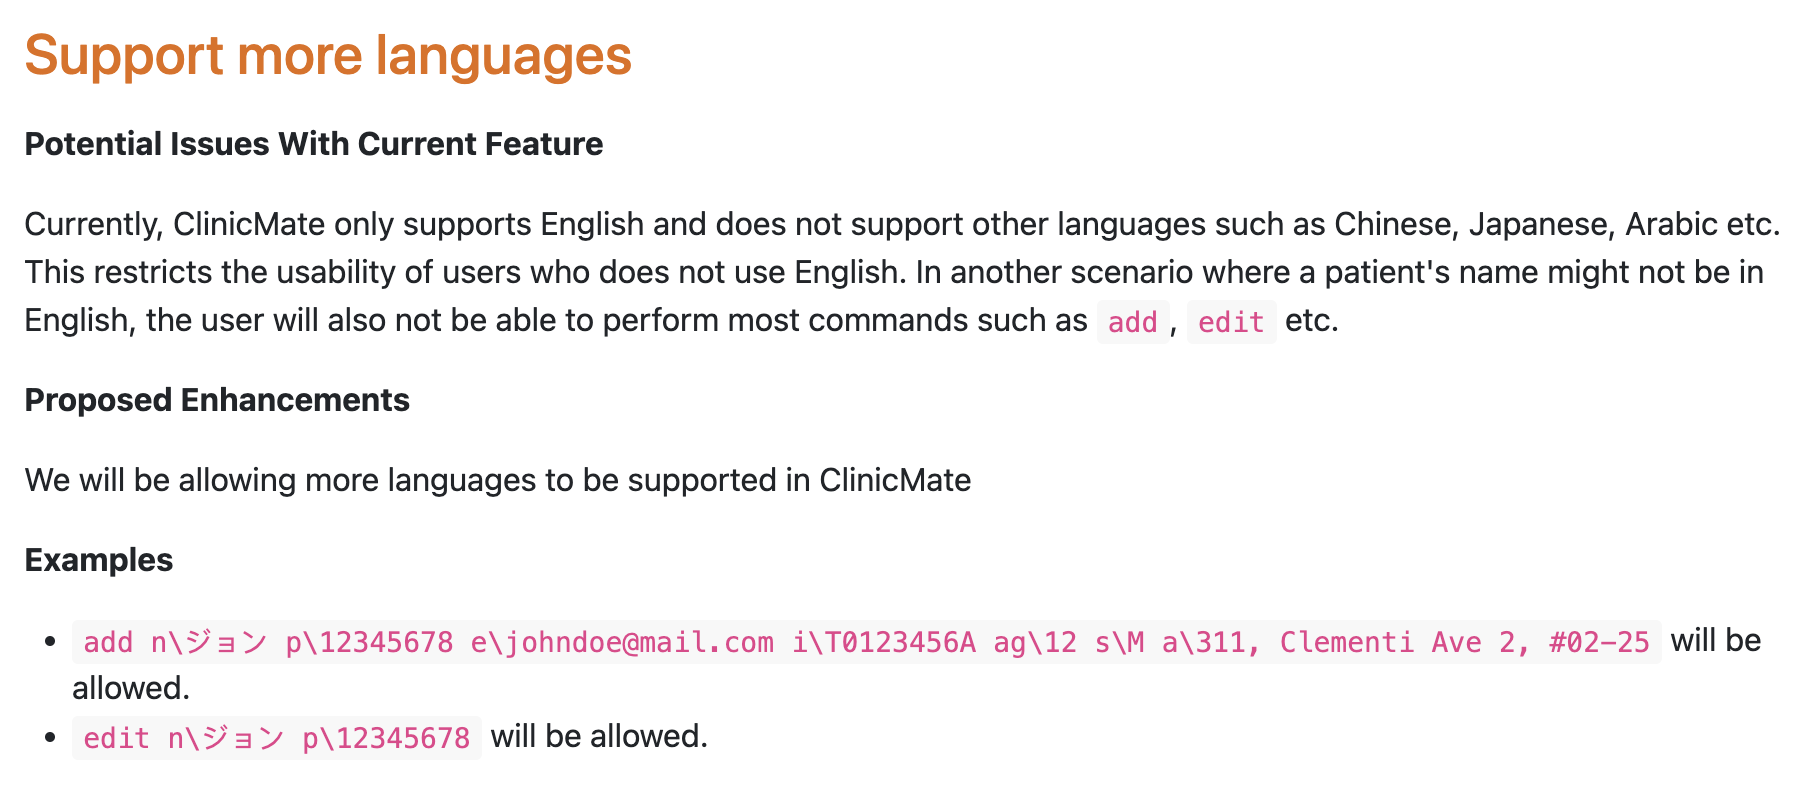 Support more languages
Potential Issues With Current Feature
Currently, ClinicMate only supports English and does not support other languages such as Chinese, Japanese, Arabic etc.
This restricts the usability of users who does not use English. In another scenario where a patient's name might not be in
English, the user will also not be able to perform most commands such as add, edit etc.
Proposed Enhancements
We will be allowing more languages to be supported in ClinicMate
Examples
• add n\ジョン p\12345678 e\johndoe@mail.com i\T0123456A ag\12 s\M a\311, Clementi Ave 2, #02-25 will be
allowed.
• edit n\ジョン p\12345678 will be allowed.